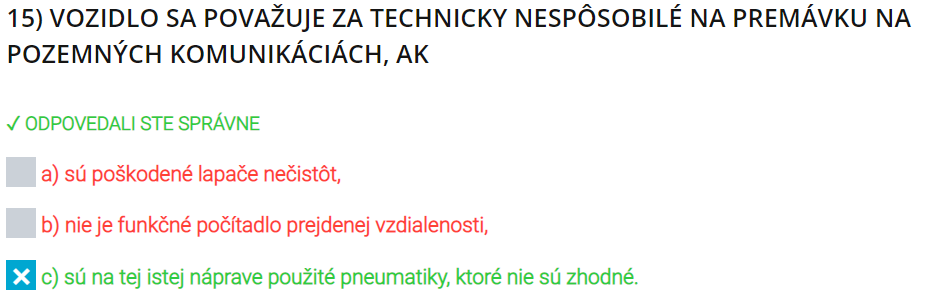 15) VOZIDLO SA POVAŽUJE ZA TECHNICKY NESPÔSOBILÉ NA PREMÁVKU NA
POZEMNÝCH KOMUNIKÁCIÁCH, AK
✓ ODPOVEDALI STE SPRÁVNE
a) sú poškodené lapače nečistôt,
b) nie je funkčné počítadlo prejdenej vzdialenosti,
c) sú na tej istej náprave použité pneumatiky, ktoré nie sú zhodné.